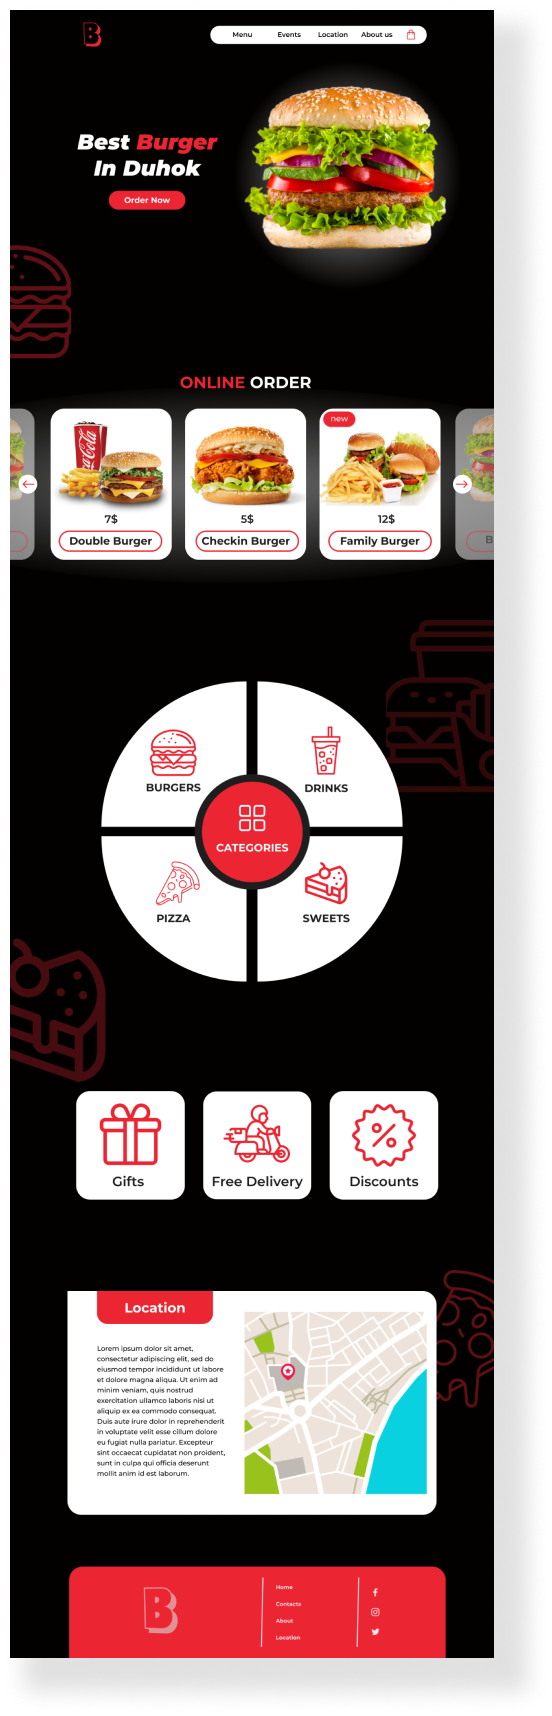 B
Menu Events Location About us
Best Burger
In Duhok
Order Now
ONLINE ORDER
new
Coca-Cola
7$ 5$ 12$
Double Burger Checkin Burger Family Burger B
BURGERS DRINKS
CATEGORIES
PIZZA SWEETS
Gifts Free Delivery Discounts
Location
Lorem ipsum dolor sit amet,
consectetur adipiscing elit, sed do
eiusmod tempor incididunt ut labore
et dolore magna aliqua. Ut enim ad
minim veniam, quis nostrud
exercitation ullamco laboris nisi ut
aliquip ex ea commodo consequat.
Duis aute irure dolor in reprehenderit
in voluptate velit esse cillum dolore
eu fugiat nulla pariatur. Excepteur
sint occaecat cupidatat non proident,
sunt in culpa qui officia deserunt
mollit anim id est laborum.
B
Home
Contacts
About
Location